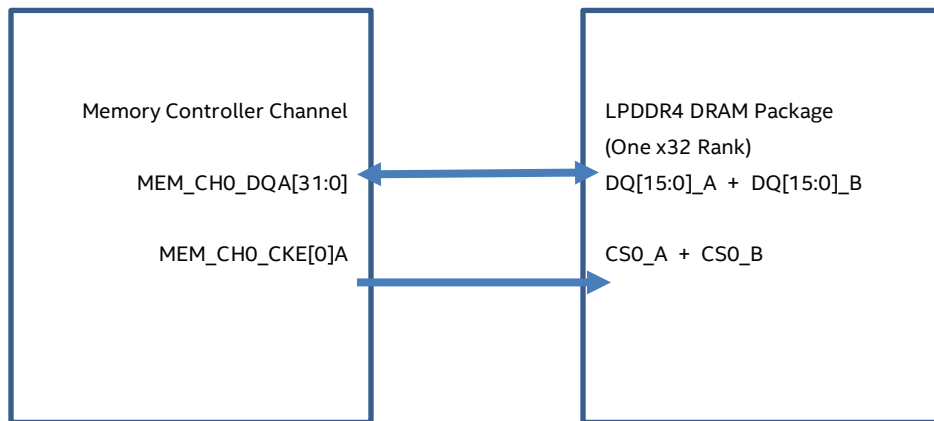 Memory Controller Channel
LPDDR4 DRAM Package
(One x32 Rank)
MEM_CH0_DQA[31:0]
DQ[15:0]_A + DQ[15:0]_B
MEM_CH0_CKE[0]A
CS0_A + CS0_B